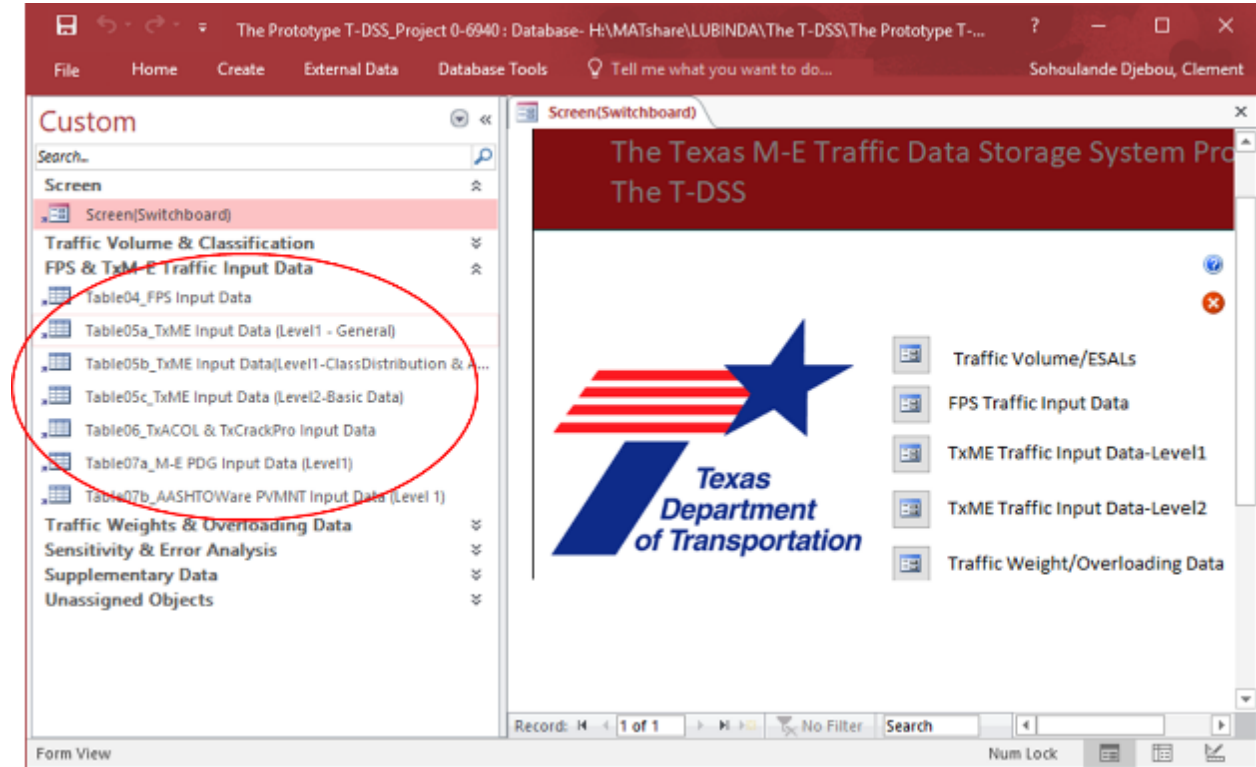 The Prototype T-DSS_Project 0-6940 : Database- H:\MATshare\LUBINDA\The T-DSS\The Prototype T-...
?
File Home Create External Data Database Tools Tell me what you want to do... Sohoulande Djebou, Clement
Custom
Search..
Screen
Screen(Switchboard)
Traffic Volume & Classification
FPS & TxM-E Traffic Input Data
Table04_FPS Input Data
Table05a_TxME Input Data (Level1 - General)
Table05b_TxME Input Data(Level1-ClassDistribution & A...
Table05c_TxME Input Data (Level2-Basic Data)
Table06_TxACOL & TxCrackPro Input Data
Table07a_M-E PDG Input Data (Level1)
Table07b_AASHTOWare PVMNT Input Data (Level 1)
Traffic Weights & Overloading Data
Sensitivity & Error Analysis
Supplementary Data
Unassigned Objects
Screen(Switchboard)
The Texas M-E Traffic Data Storage System Pro
The T-DSS
Texas
Department
of Transportation
Traffic Volume/ESALs
FPS Traffic Input Data
TxME Traffic Input Data-Level1
TxME Traffic Input Data-Level2
Traffic Weight/Overloading Data
Record: 1 of 1 No Filter Search
Form View Num Lock